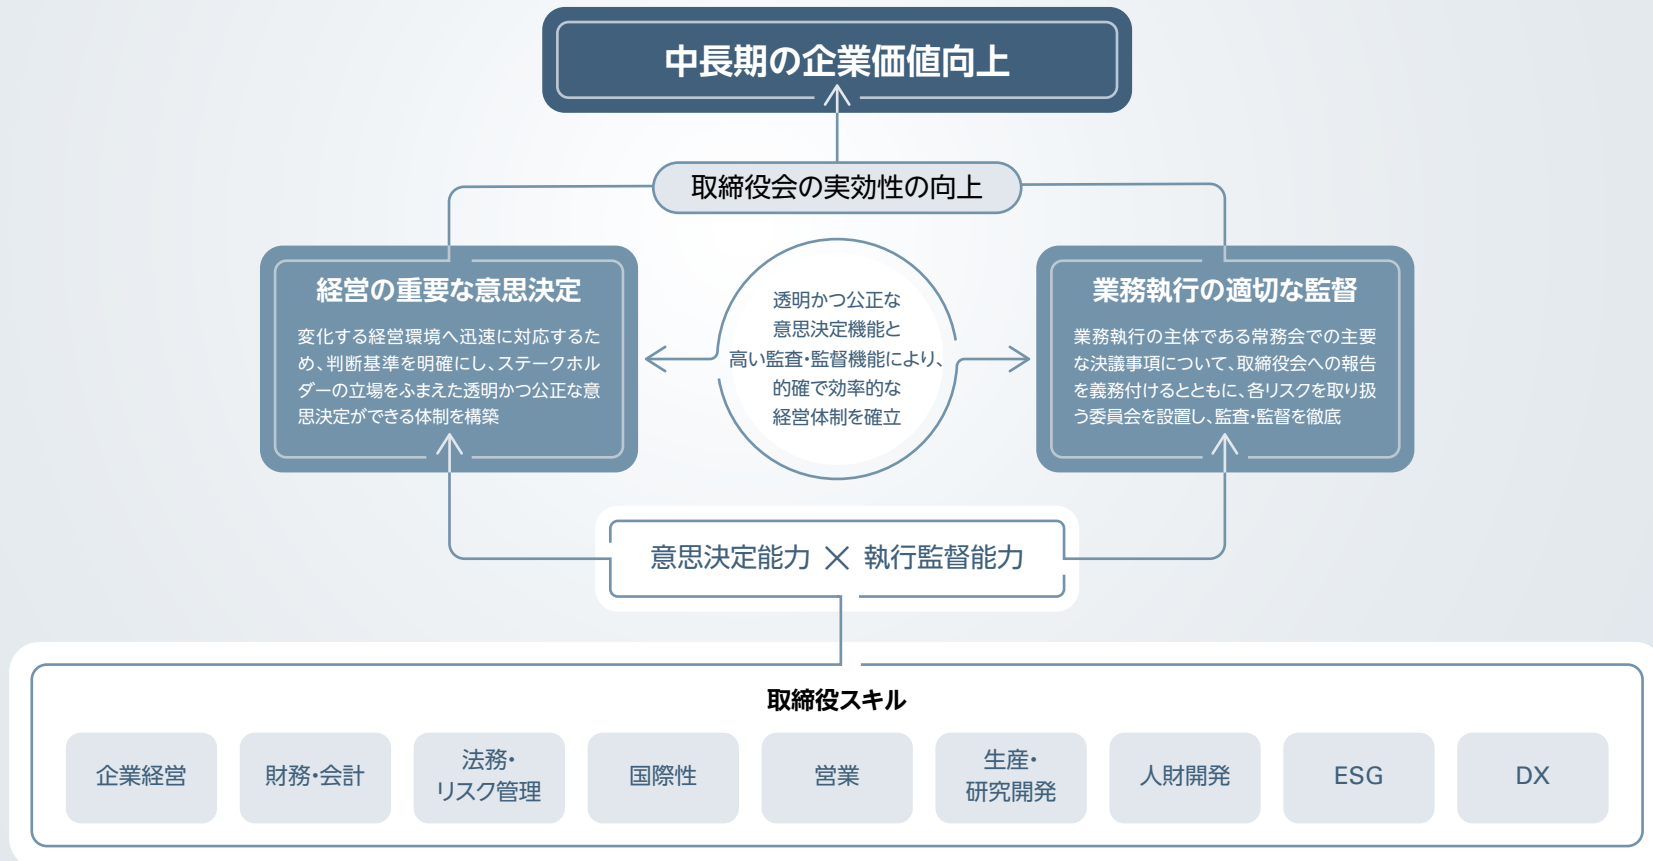 中長期の企業価値向上
取締役会の実効性の向上
経営の重要な意思決定
変化する経営環境へ迅速に対応するた
め、判断基準を明確にし、ステークホル
ダーの立場をふまえた透明かつ公正な意
思決定ができる体制を構築
透明かつ公正な
意思決定機能と
高い監査・監督機能により、
的確で効率的な
経営体制を確立
業務執行の適切な監督
業務執行の主体である常務会での主要
な決議事項について、取締役会への報告
を義務付けるとともに、各リスクを取り扱
う委員会を設置し、監査・監督を徹底
意思決定能力 × 執行監督能力
取締役スキル
企業経営
財務・会計
法務・
リスク管理
国際性
営業
生産・
研究開発
人財開発
ESG
DX